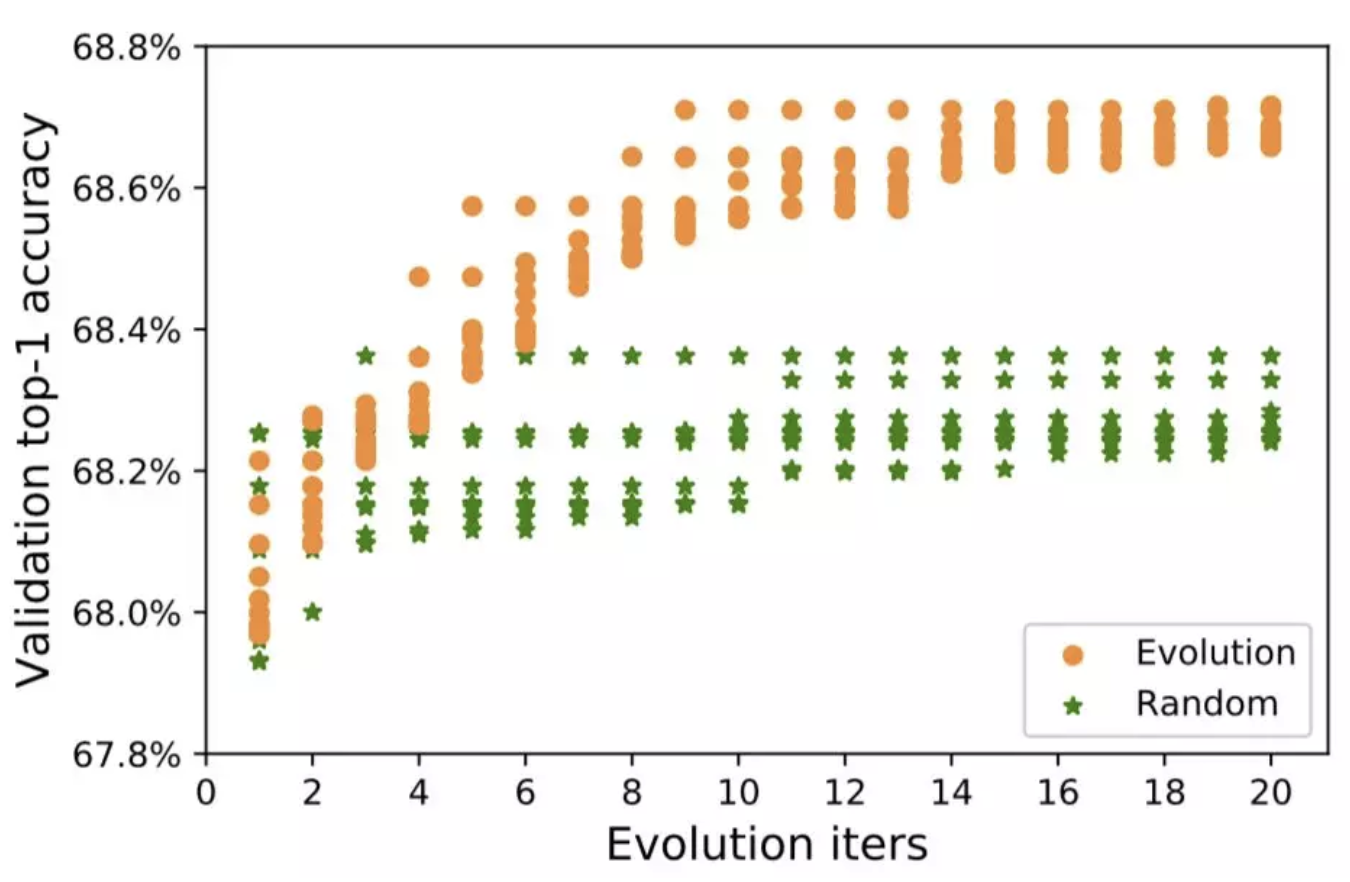 68.8%
68.6%
68.4%
68.2%
68.0%
67.8%
Validation top-1 accuracy
0 2 4 6 8 10 12 14 16 18 20
Evolution iters
Evolution
Random